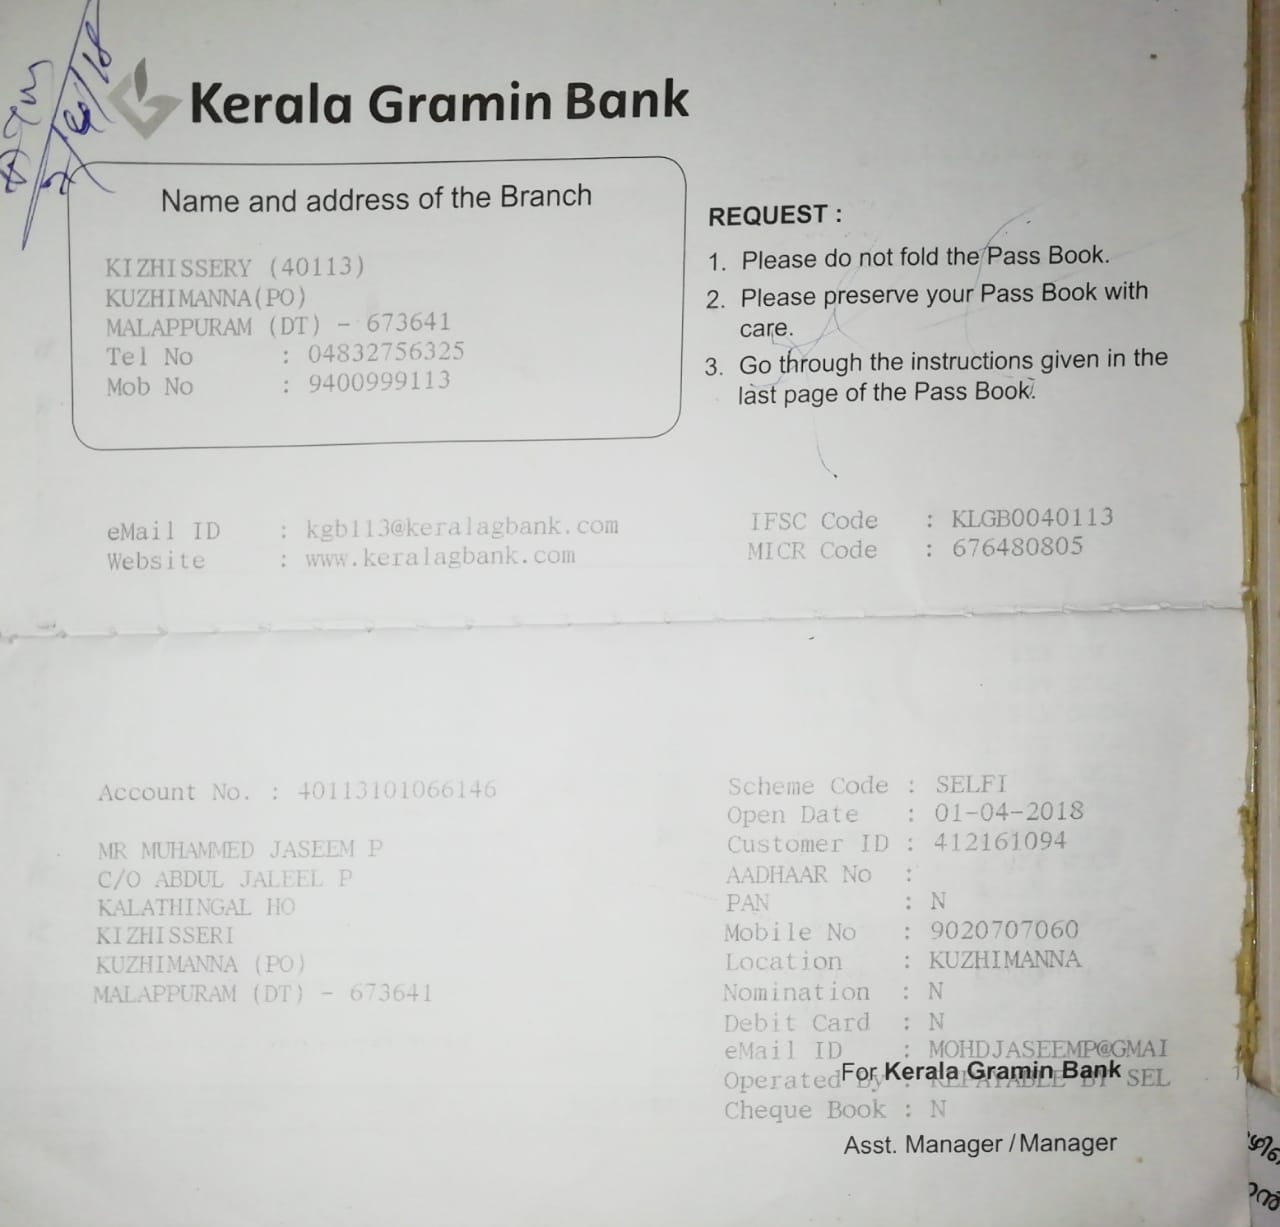 Kerala Gramin Bank
Name and address of the Branch
KIZHISSERY (40113)
KUZHIMANNA(PO)
MALAPPURAM (DT) - 673641
Tel No : 04832756325
Mob No : 9400999113
REQUEST :
1. Please do not fold the Pass Book.
2. Please preserve your Pass Book with
care.
3. Go through the instructions given in the
last page of the Pass Book.
eMail ID : kgb113@keralagbank.com
Website : www.keralagbank.com
IFSC Code : KLGB0040113
MICR Code : 676480805
Account No. : 40113101066146
MR MUHAMMED JASEEM P
C/O ABDUL JALEEL P
KALATHINGAL HO
KIZHISSERI
KUZHIMANNA (PO)
MALAPPURAM (DT) - 673641
Scheme Code : SELFI
Open Date : 01-04-2018
Customer ID : 412161094
AADHAAR No :
PAN : N
Mobile No : 9020707060
Location : KUZHIMANNA
Nomination : N
Debit Card : N
eMail ID : MOHDJASEEMP@GMAI
Operated By : REPAYABLE BY SEL
For Kerala Gramin Bank
Cheque Book : N
Asst. Manager / Manager